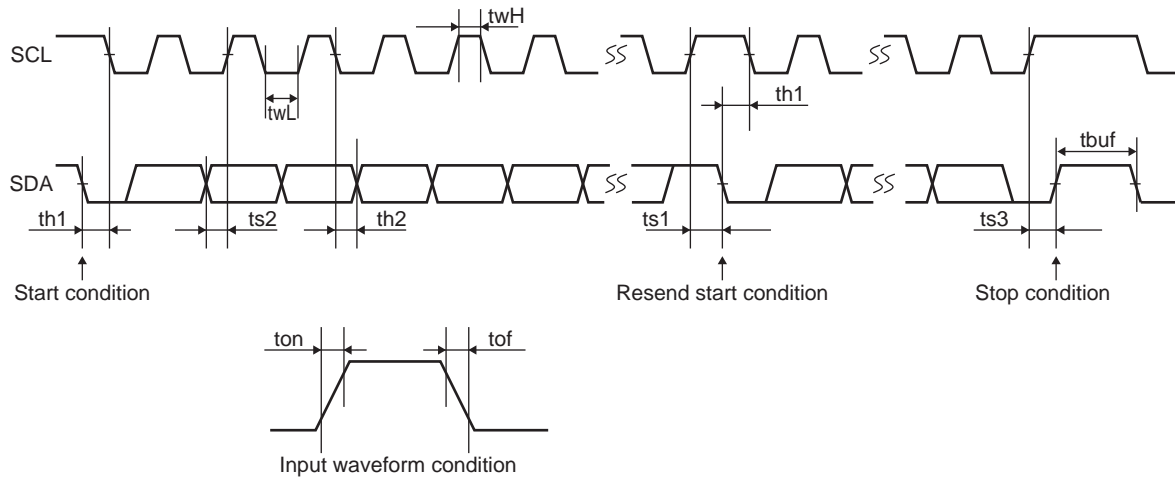 twH
SCL
twL
th1
tbuf
SDA
th1
ts2
th2
ts1
ts3
Start condition
Resend start condition
Stop condition
ton
tof
Input waveform condition